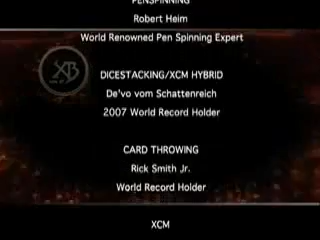 PENSPINNING
Robert Heim
World Renowned Pen Spinning Expert
XB
DICESTACKING/XCM HYBRID
De'vo vom Schattenreich
2007 World Record Holder
CARD THROWING
Rick Smith Jr.
World Record Holder
XCM